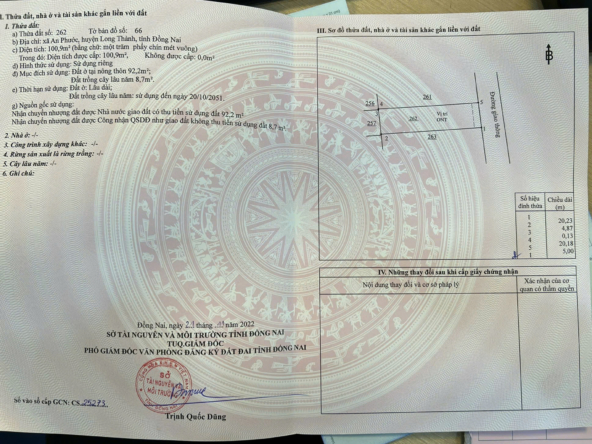 I. Thửa đất, nhà ở và tài sản khác gắn liền với đất
1. Thửa đất:
a) Thửa đất số: 262 Tờ bản đồ số: 66
b) Địa chỉ: xã An Phước, huyện Long Thành, tỉnh Đồng Nai
c) Diện tích: 100,9m² (bằng chữ: một trăm phẩy chín mét vuông)
Trong đó: Diện tích được cấp: 100,9m², Không được cấp: 0,0m²
d) Hình thức sử dụng: Sử dụng riêng
đ) Mục đích sử dụng: Đất ở tại nông thôn 92,2m²;
Đất trồng cây lâu năm 8,7m².
e) Thời hạn sử dụng: Đất ở: Lâu dài;
Đất trồng cây lâu năm: sử dụng đến ngày 20/10/2051.
g) Nguồn gốc sử dụng:
Nhận chuyển nhượng đất được Nhà nước giao đất có thu tiền sử dụng đất 92,2 m².
Nhận chuyển nhượng đất được Công nhận QSDĐ như giao đất không thu tiền sử dụng đất 8,7 m².
2. Nhà ở: -/-
3. Công trình xây dựng khác: -/-
4. Rừng sản xuất là rừng trồng: -/-
5. Cây lâu năm: -/-
6. Ghi chú:
Đồng Nai, ngày tháng năm 2022
SỞ TÀI NGUYÊN VÀ MÔI TRƯỜNG TỈNH ĐỒNG NAI
TUQ.GIÁM ĐỐC
PHÓ GIÁM ĐỐC VĂN PHÒNG ĐĂNG KÝ ĐẤT ĐAI TỈNH ĐỒNG NAI
SỞ
TÀI NGUYÊN
MÔI TRƯỜNG
Trịnh Quốc Dũng
Số vào sổ cấp GCN: CS
III. Sơ đồ thửa đất, nhà ở và tài sản khác gắn liền với đất
B
256
4
261
5
257
262
Vị trí
ONT
1
2
263
Đường giao thông
Số hiệu đỉnh thửa
Chiều dài (m)
1
20,23
2
4,87
3
0,13
4
20,18
5
5,00
1
IV. Những thay đổi sau khi cấp giấy chứng nhận
Nội dung thay đổi và cơ sở pháp lý
Xác nhận của cơ
quan có thẩm quyền